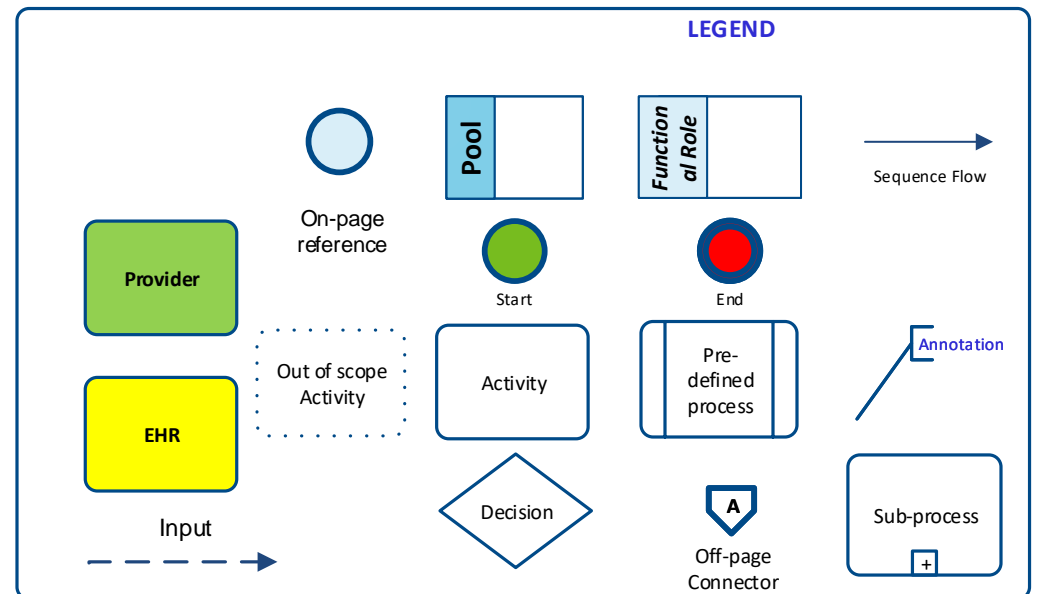 LEGEND
Pool
Function
al Role
Sequence Flow
On-page
reference
Provider
Start
End
Annotation
Out of scope
Activity
Activity
Pre-
defined
process
EHR
Decision
A
Sub-process
+
Input
Off-page
Connector